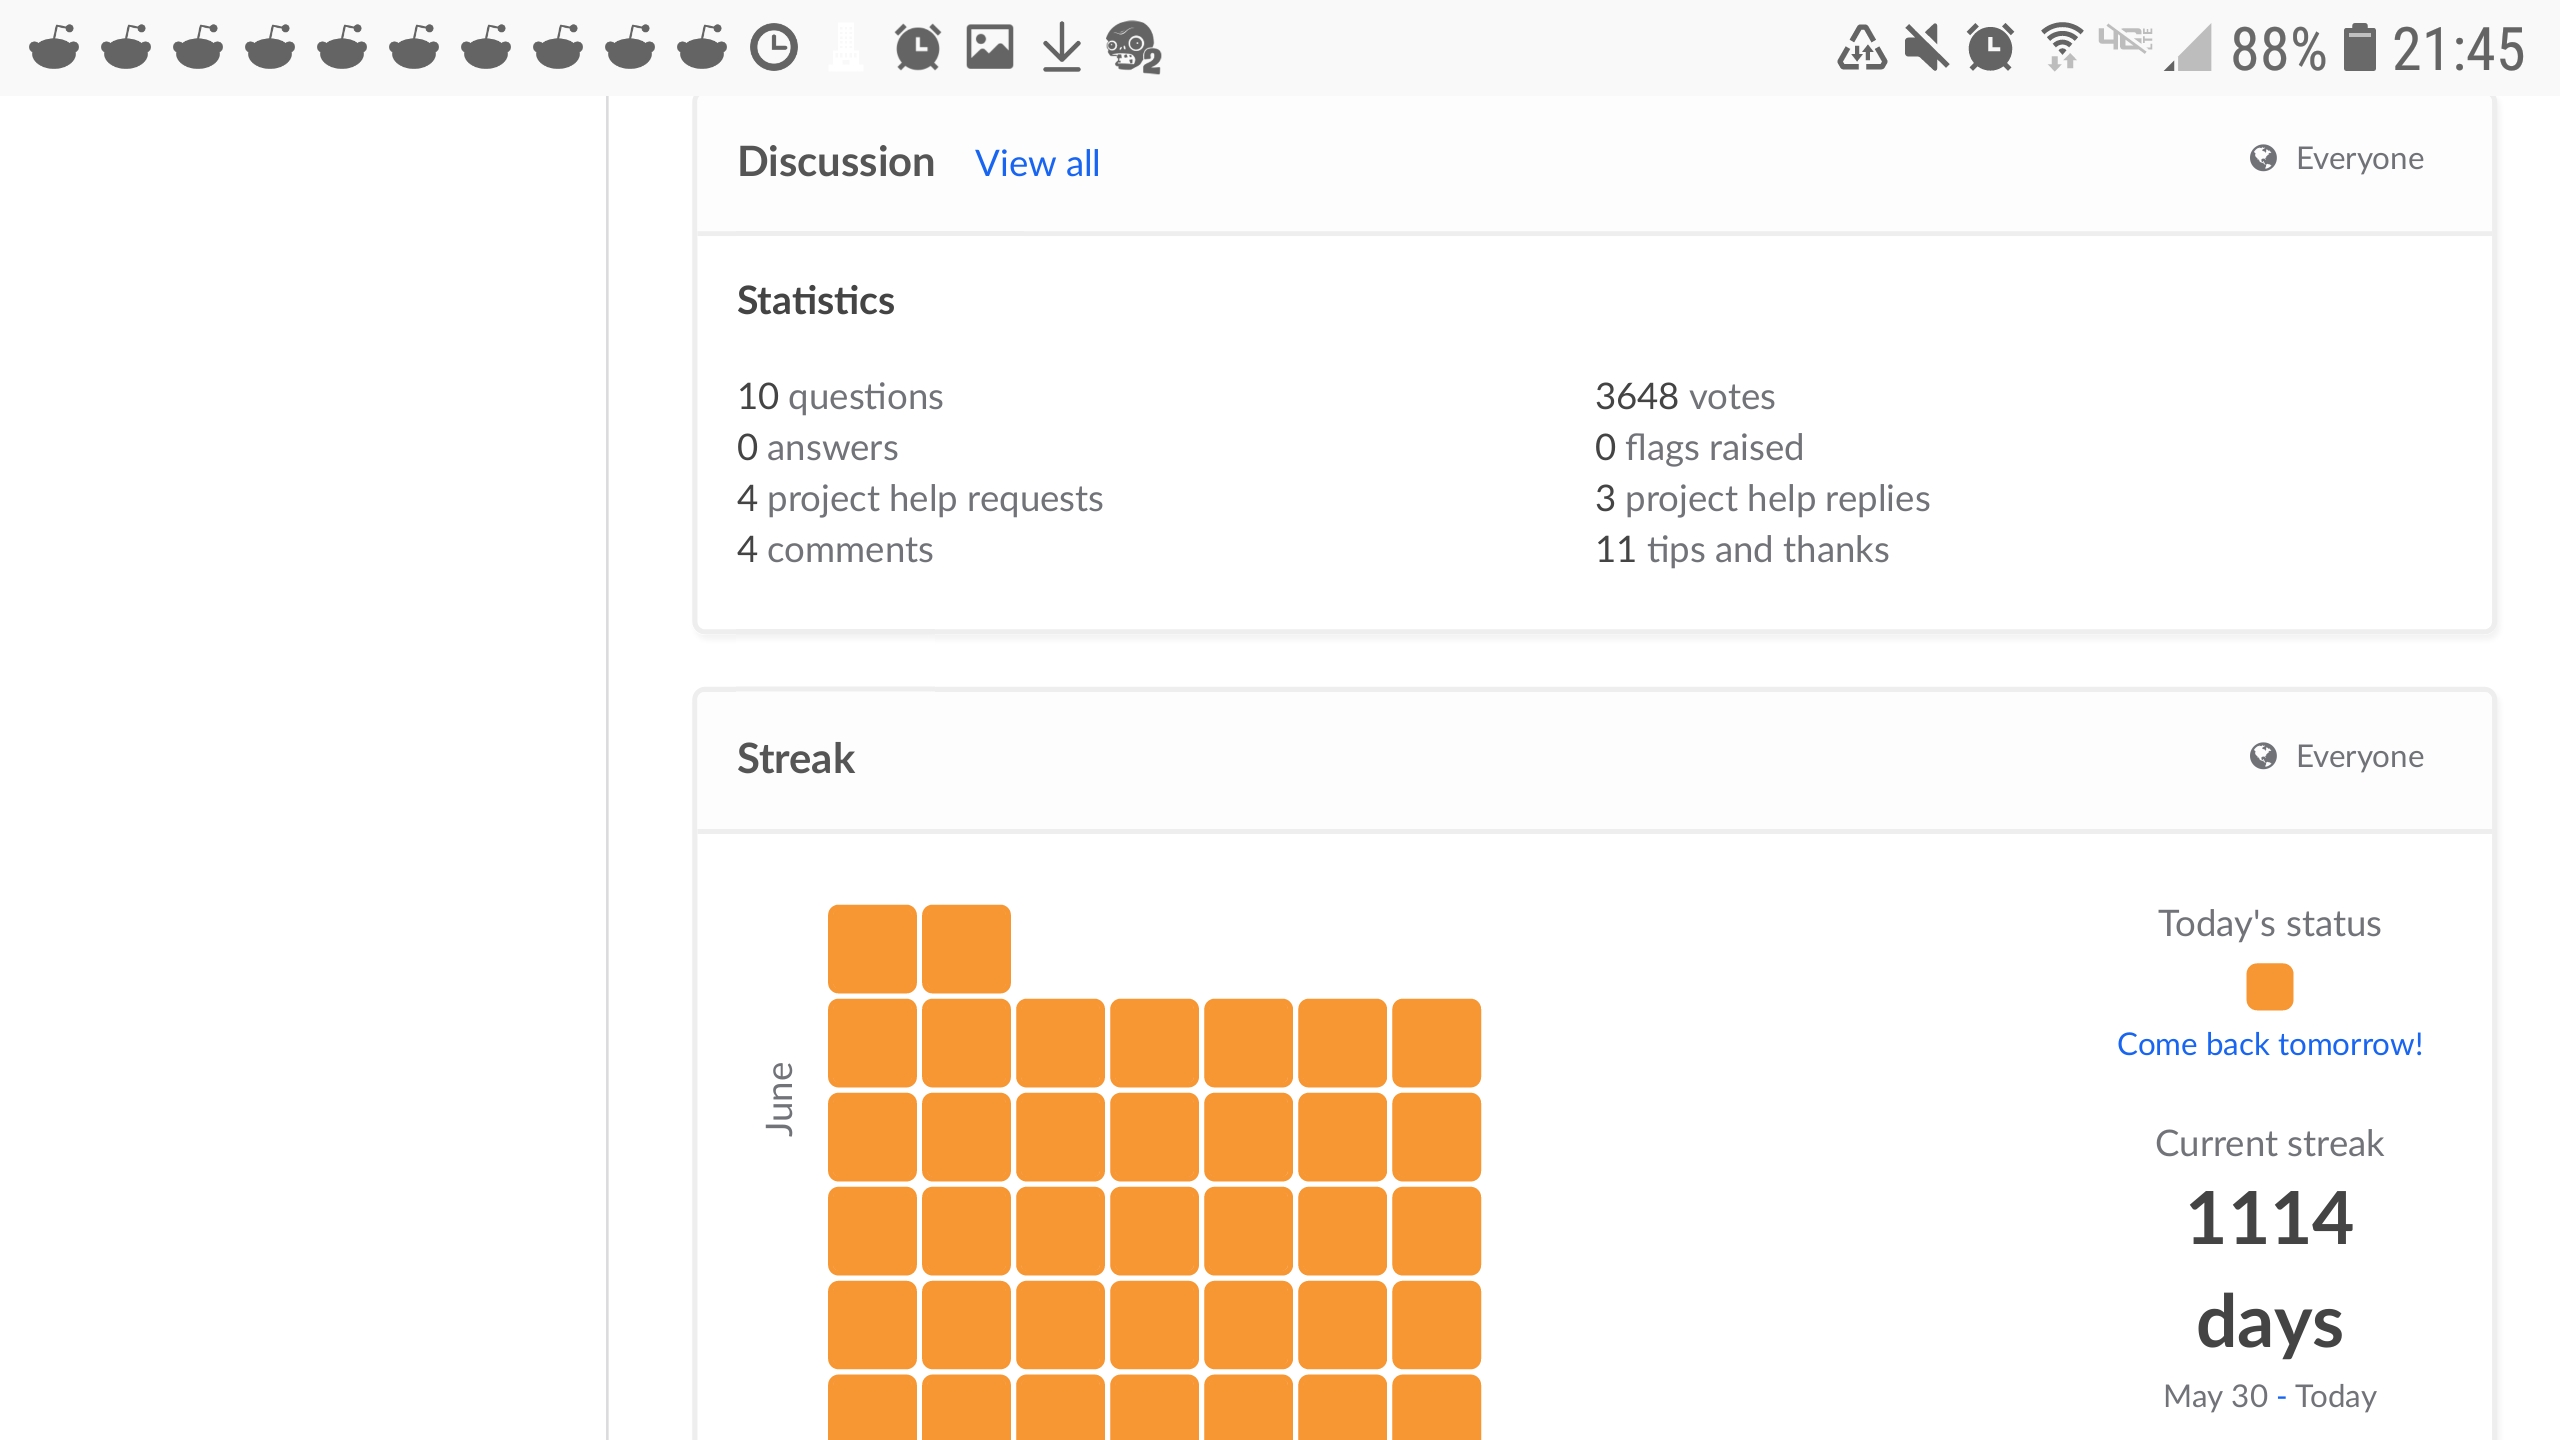 88% 21:45
Discussion View all Everyone
Statistics
10 questions 3648 votes
0 answers 0 flags raised
4 project help requests 3 project help replies
4 comments 11 tips and thanks
Streak Everyone
June
Today's status
Come back tomorrow!
Current streak
1114
days
May 30 - Today